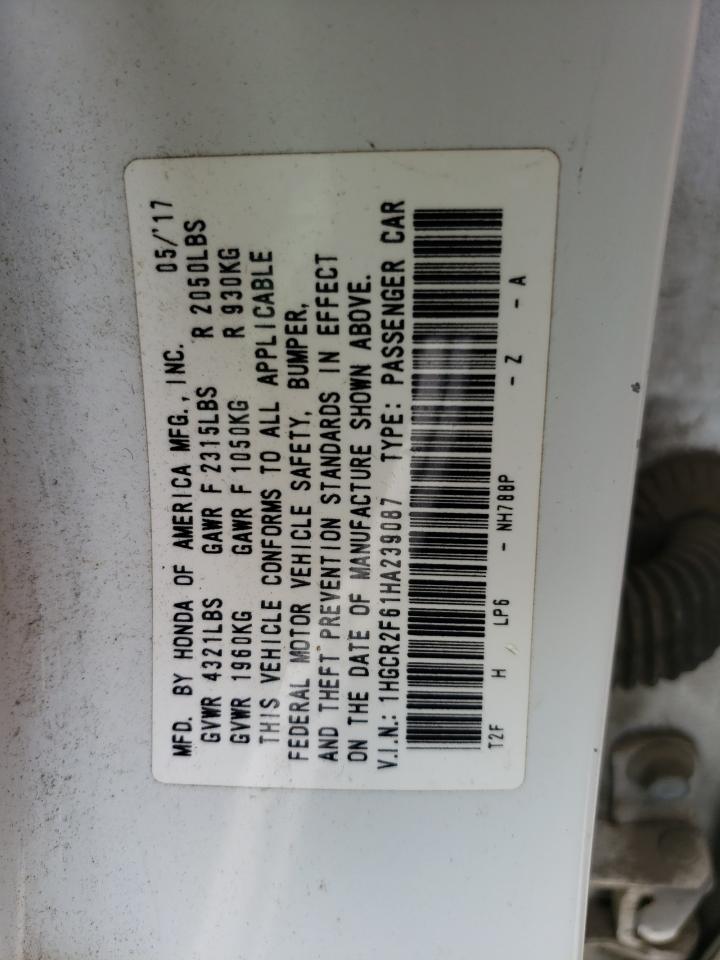 MFD. BY HONDA OF AMERICA MFG., INC. 05/'17
GVWR 4321LBS GAWR F 2315LBS R 2050LBS
GVWR 1960KG GAWR F 1050KG R 930KG
THIS VEHICLE CONFORMS TO ALL APPLICABLE
FEDERAL MOTOR VEHICLE SAFETY, BUMPER,
AND THEFT PREVENTION STANDARDS IN EFFECT
ON THE DATE OF MANUFACTURE SHOWN ABOVE.
V.I.N.: 1HGCR2F61HA239087 TYPE: PASSENGER CAR
T2F H LP6 - NH788P - Z - A